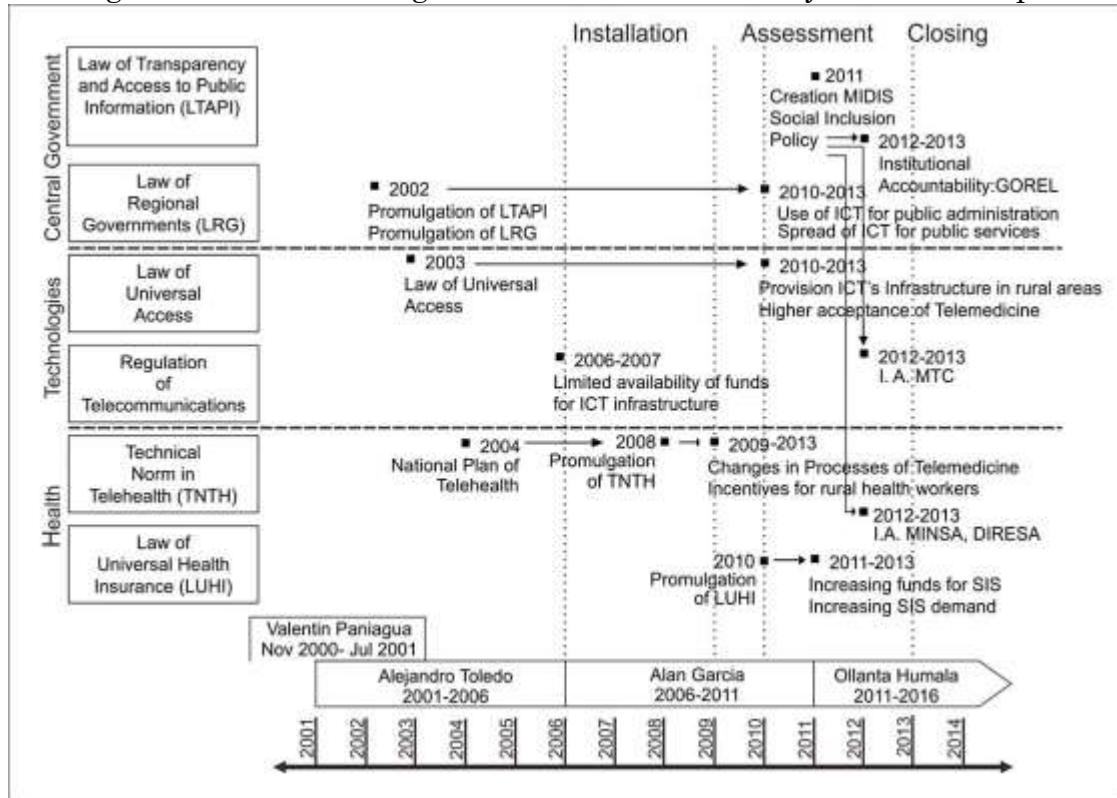 Installation Assessment Closing
Central Government
Law of Transparency
and Access to Public
Information (LTAPI)
2011
Creation MIDIS
Social Inclusion
Policy
2012-2013
Institutional
Accountability:GOREL
Law of
Regional
Governments (LRG)
2002
Promulgation of LTAPI
Promulgation of LRG
2010-2013
Use of ICT for public administration
Spread of ICT for public services
Technologies
Law of
Universal
Access
2003
Law of Universal
Access
2010-2013
Provision ICT's Infrastructure in rural areas
Higher acceptance of Telemedicine
Regulation
of
Telecommunications
2006-2007
Limited availability of funds
for ICT infrastructure
2012-2013
I. A. MTC
Health
Technical
Norm in
Telehealth (TNTH)
2004
National Plan of
Telehealth
2008
Promulgation
of TNTH
2009-2013
Changes in Processes of Telemedicine
Incentives for rural health workers
2012-2013
I.A. MINSA, DIRESA
Law of
Universal Health
Insurance (LUHI)
2010
Promulgation
of LUHI
2011-2013
Increasing funds for SIS
Increasing SIS demand
Valentin Paniagua
Nov 2000- Jul 2001
Alejandro Toledo
2001-2006
Alan Garcia
2006-2011
Ollanta Humala
2011-2016
2001
2002
2003
2004
2005
2006
2007
2008
2009
2010
2011
2012
2013
2014